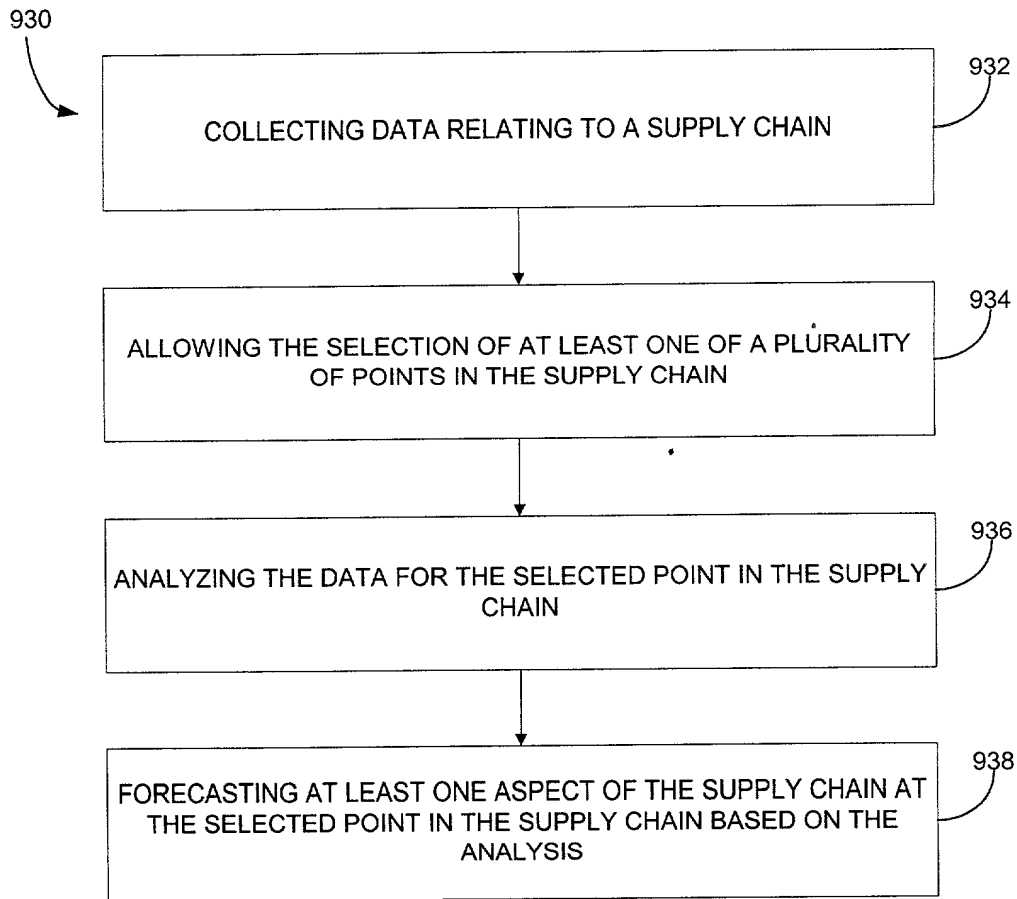 930
932
COLLECTING DATA RELATING TO A SUPPLY CHAIN
934
ALLOWING THE SELECTION OF AT LEAST ONE OF A PLURALITY
OF POINTS IN THE SUPPLY CHAIN
936
ANALYZING THE DATA FOR THE SELECTED POINT IN THE SUPPLY
CHAIN
938
FORECASTING AT LEAST ONE ASPECT OF THE SUPPLY CHAIN AT
THE SELECTED POINT IN THE SUPPLY CHAIN BASED ON THE
ANALYSIS